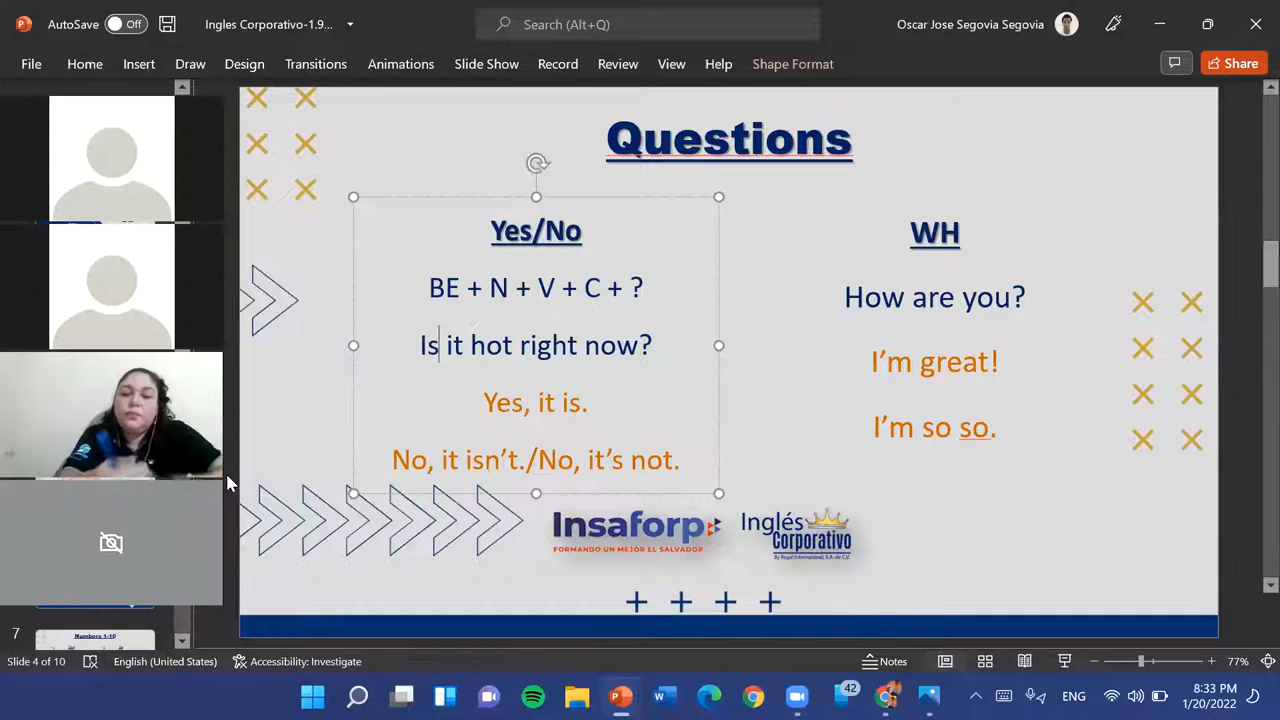 AutoSave Off Ingles Corporativo-1.9... Search (Alt+Q) Oscar Jose Segovia Segovia
File Home Insert Draw Design Transitions Animations Slide Show Record Review View Help Shape Format Share
Questions
Yes/No
BE + N + V + C + ?
Is it hot right now?
Yes, it is.
No, it isn't./No, it's not.
WH
How are you?
I'm great!
I'm so so.
Insaforp
FORMANDO UN MEJOR EL SALVADOR
Inglés
Corporativo
By Regal International, S.A. de C.V.
7
Numbers 1-10
Slide 4 of 10 English (United States) Accessibility: Investigate Notes 77%
42 ENG 8:33 PM
1/20/2022